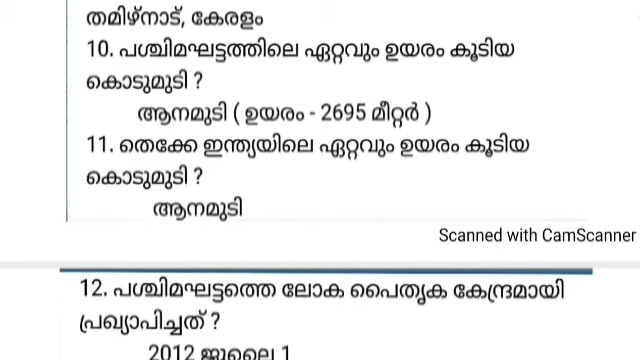 തമിഴ്നാട്, കേരളം
10. പശ്ചിമഘട്ടത്തിലെ ഏറ്റവും ഉയരം കൂടിയ
കൊടുമുടി ?
ആനമുടി ( ഉയരം - 2695 മീറ്റർ )
11. തെക്കേ ഇന്ത്യയിലെ ഏറ്റവും ഉയരം കൂടിയ
കൊടുമുടി ?
ആനമുടി
Scanned with CamScanner
12. പശ്ചിമഘട്ടത്തെ ലോക പൈതൃക കേന്ദ്രമായി
പ്രഖ്യാപിച്ചത് ?
2012 ജൂലൈ 1